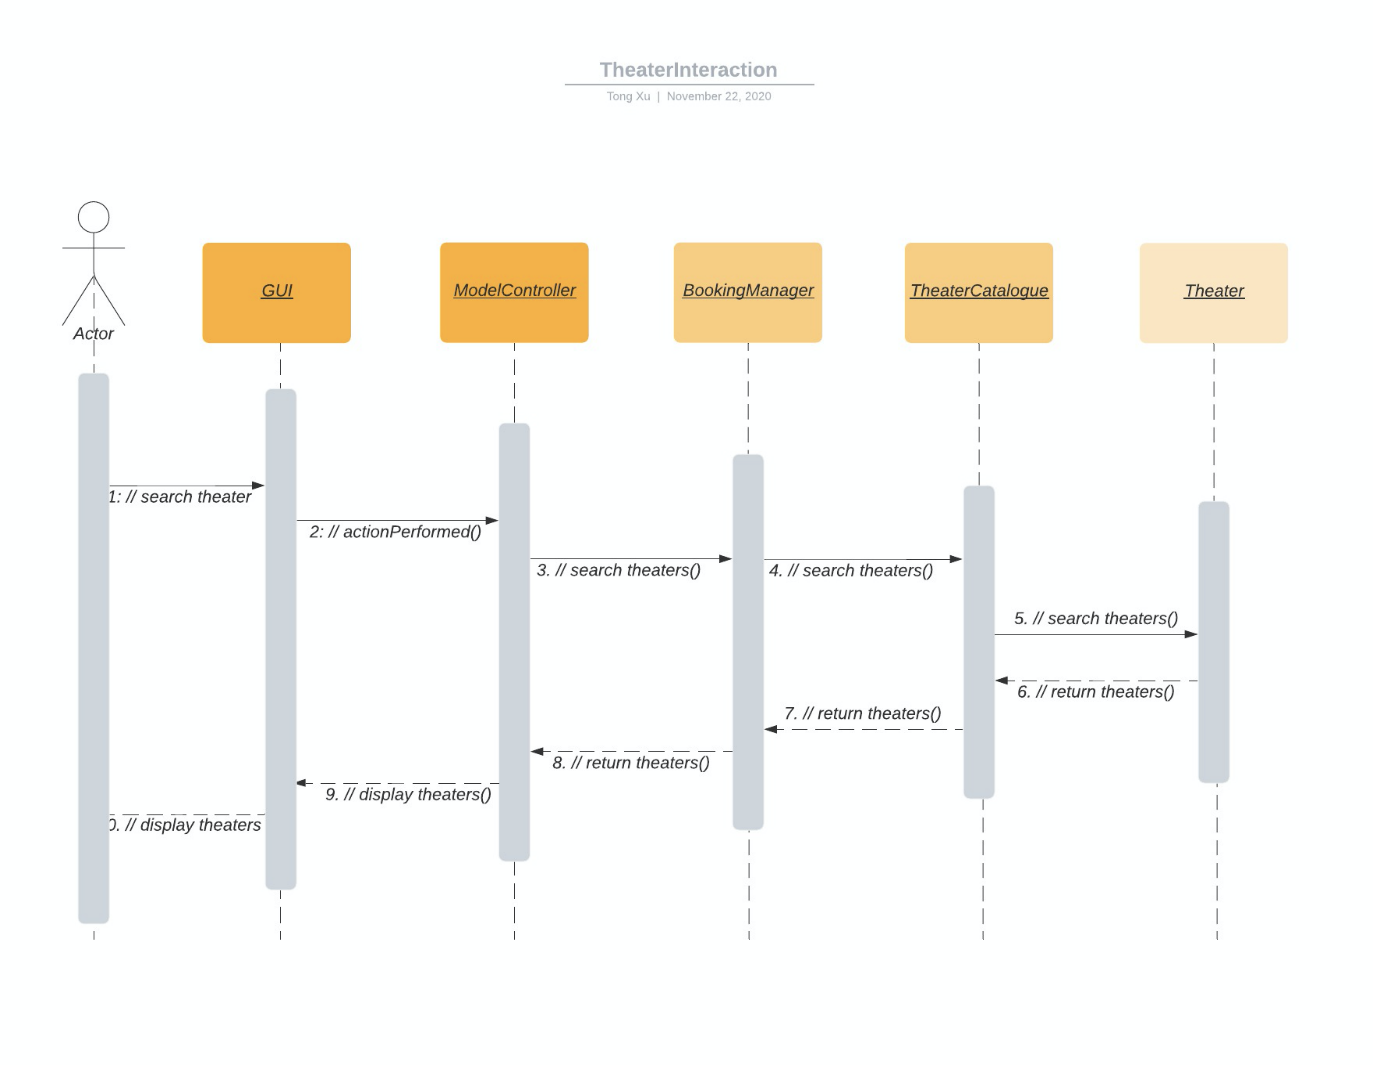 TheaterInteraction
Tong Xu | November 22, 2020
Actor
GUI
ModelController
BookingManager
TheaterCatalogue
Theater
1: // search theater
2: // actionPerformed()
3. // search theaters()
4. // search theaters()
5. // search theaters()
6. // return theaters()
7. // return theaters()
8. // return theaters()
9. // display theaters()
0. // display theaters